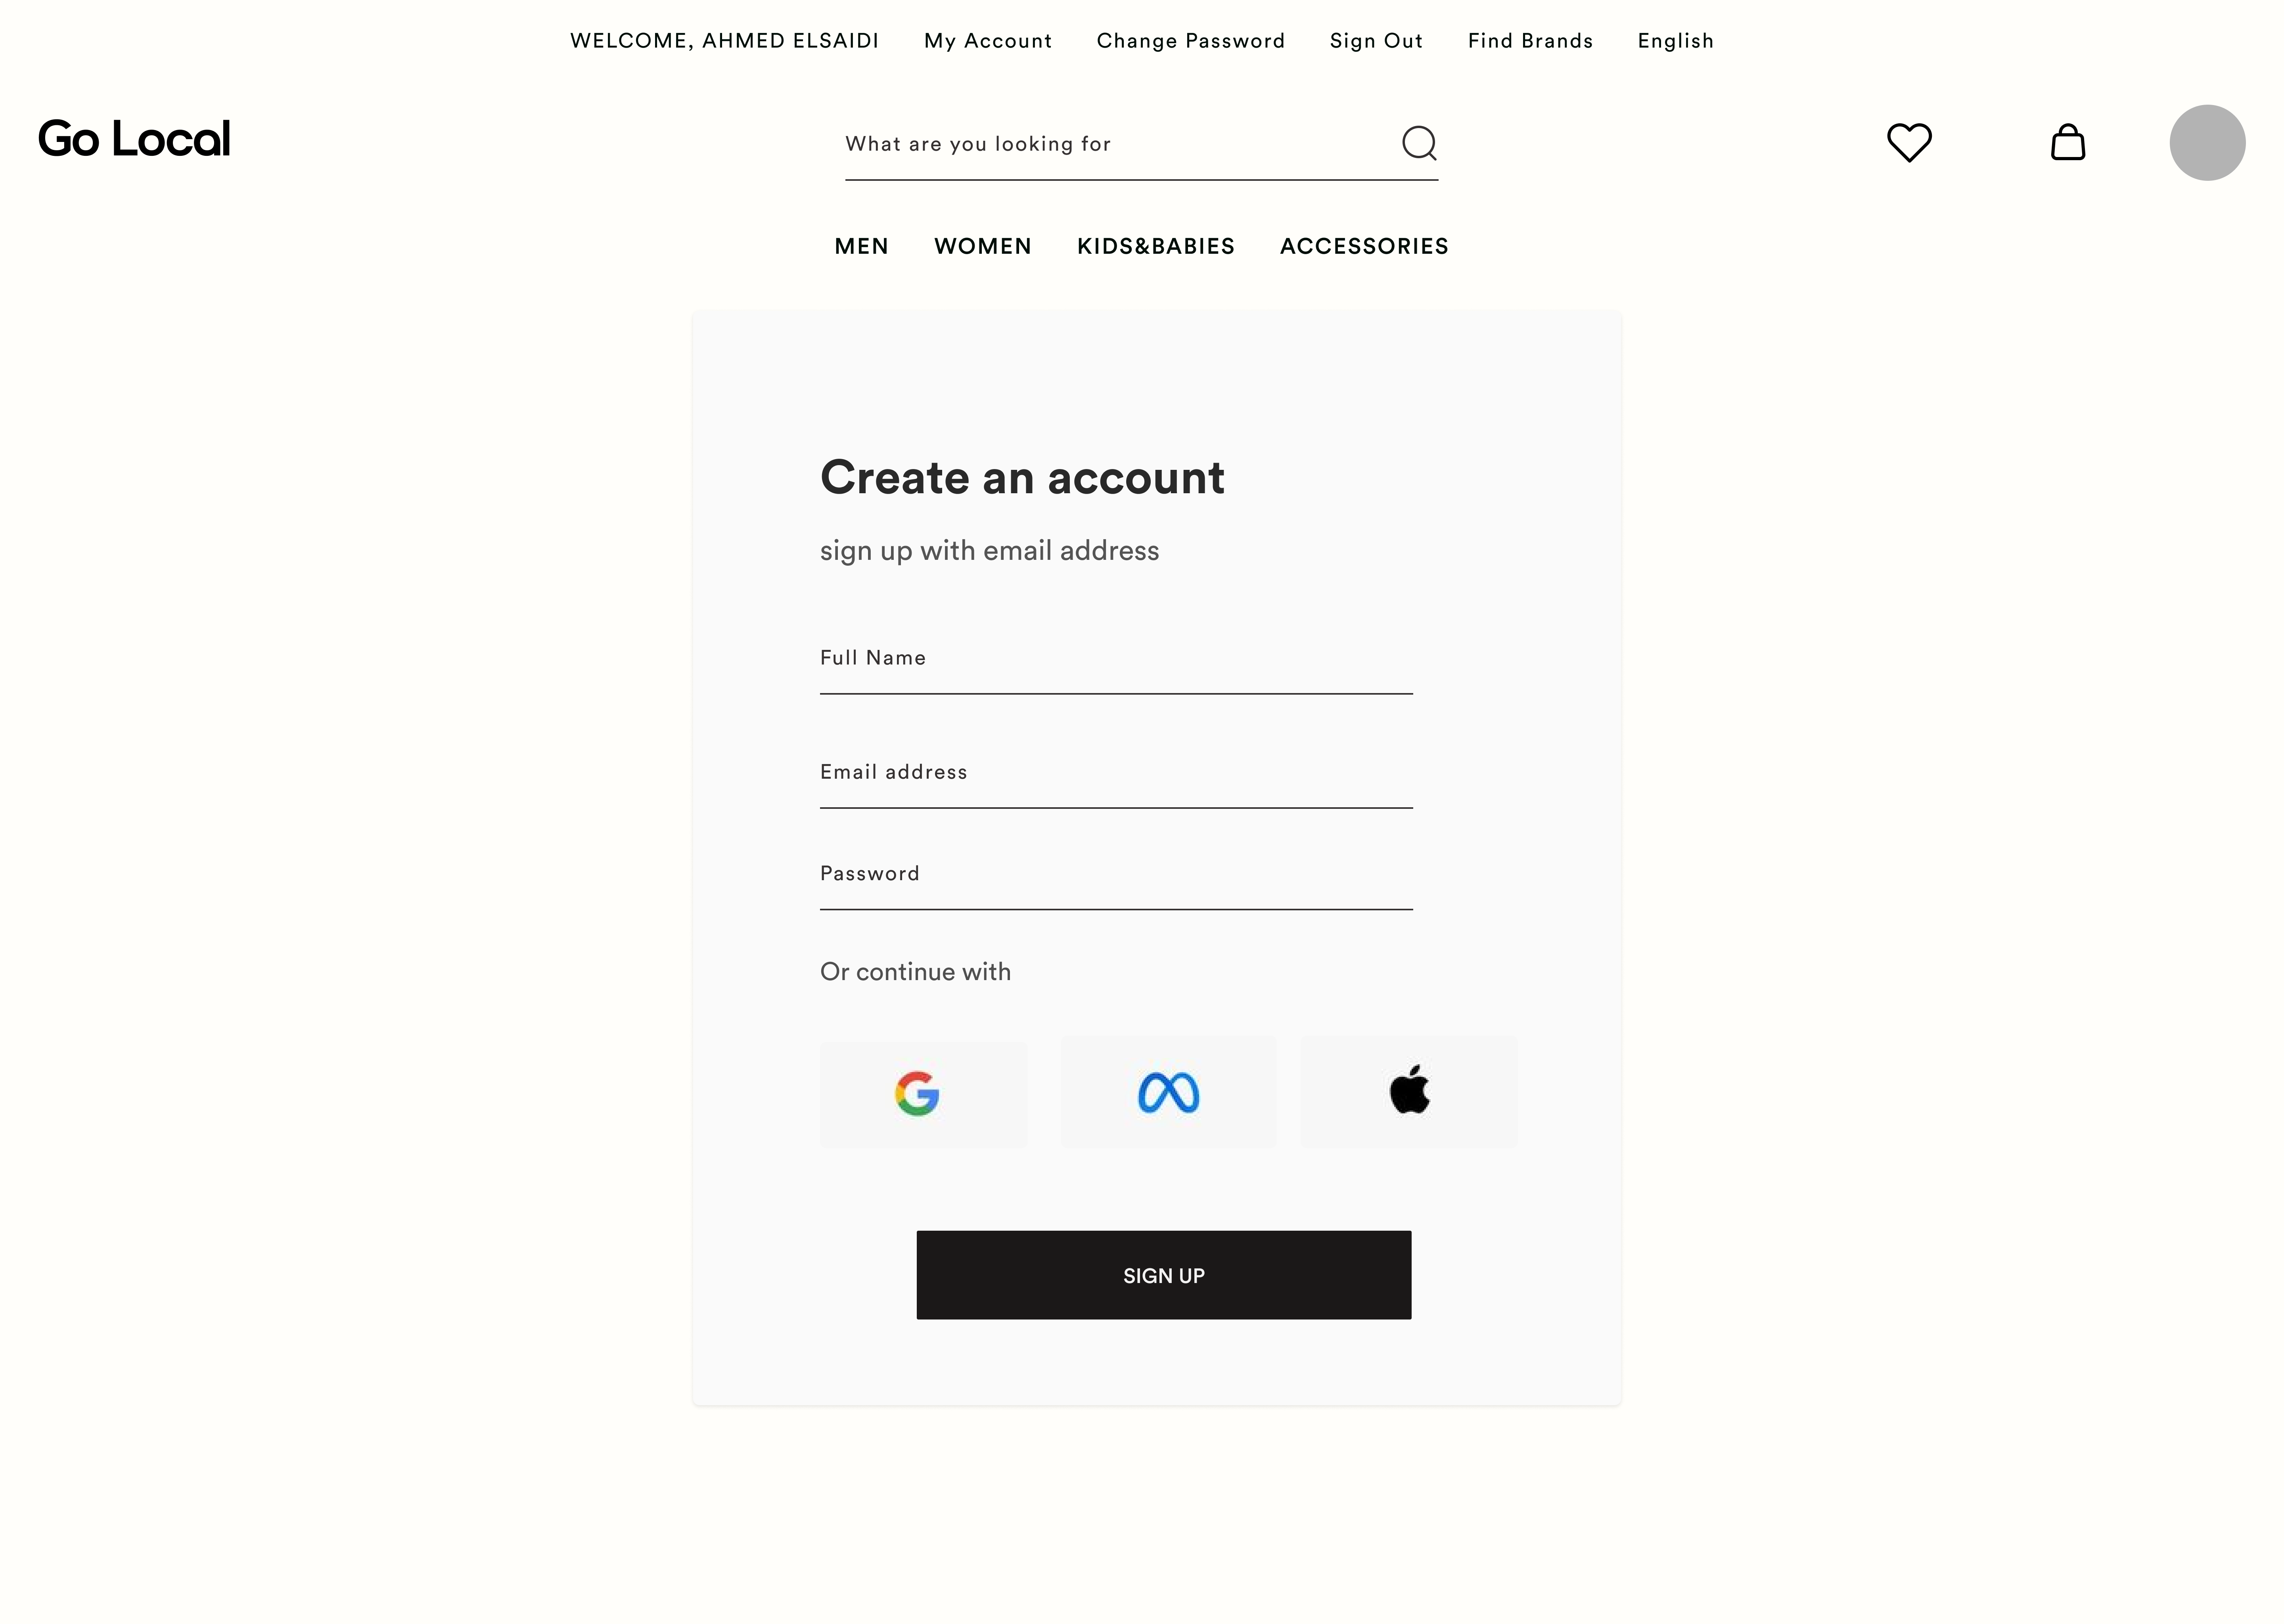 WELCOME, AHMED ELSAIDI My Account Change Password Sign Out Find Brands English
Go Local
What are you looking for
MEN WOMEN KIDS&BABIES ACCESSORIES
Create an account
sign up with email address
Full Name
Email address
Password
Or continue with
SIGN UP